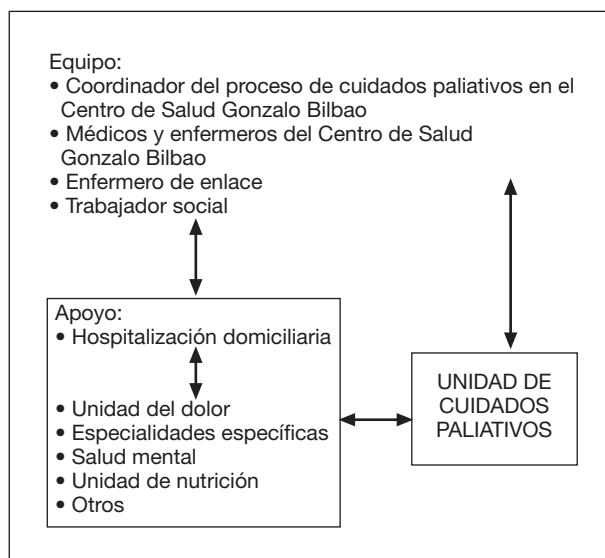 Equipo:
• Coordinador del proceso de cuidados paliativos en el
Centro de Salud Gonzalo Bilbao
• Médicos y enfermeros del Centro de Salud
Gonzalo Bilbao
• Enfermero de enlace
• Trabajador social
Apoyo:
• Hospitalización domiciliaria
• Unidad del dolor
• Especialidades específicas
• Salud mental
• Unidad de nutrición
• Otros
UNIDAD DE
CUIDADOS
PALIATIVOS